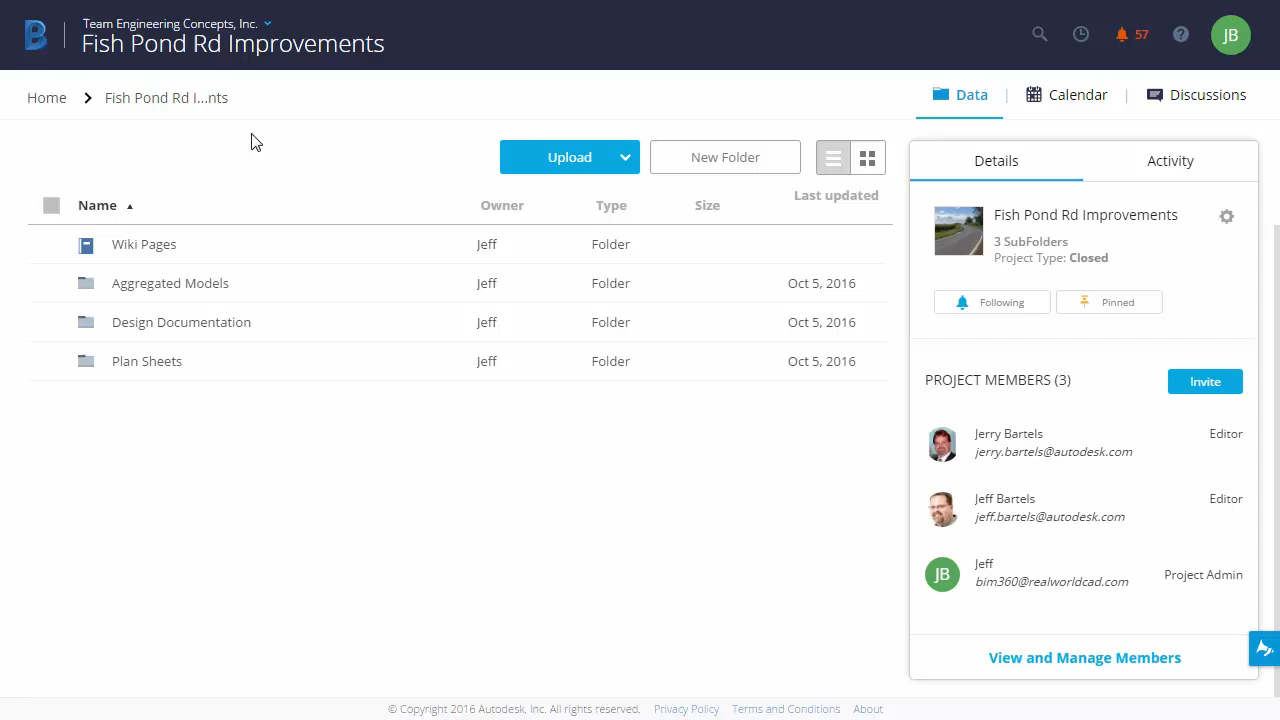 Team Engineering Concepts, Inc.
Fish Pond Rd Improvements
57
JB
Home
Fish Pond Rd I...nts
Data
Calendar
Discussions
Upload
New Folder
Name
Owner
Type
Size
Last updated
Wiki Pages
Jeff
Folder
Aggregated Models
Jeff
Folder
Oct 5, 2016
Design Documentation
Jeff
Folder
Oct 5, 2016
Plan Sheets
Jeff
Folder
Oct 5, 2016
Details
Activity
Fish Pond Rd Improvements
3 SubFolders
Project Type: Closed
Following
Pinned
PROJECT MEMBERS (3)
Invite
Jerry Bartels
Editor
jerry.bartels@autodesk.com
Jeff Bartels
Editor
jeff.bartels@autodesk.com
JB
Jeff
Project Admin
bim360@realworldcad.com
View and Manage Members
© Copyright 2016 Autodesk, Inc. All rights reserved.
Privacy Policy
Terms and Conditions
About